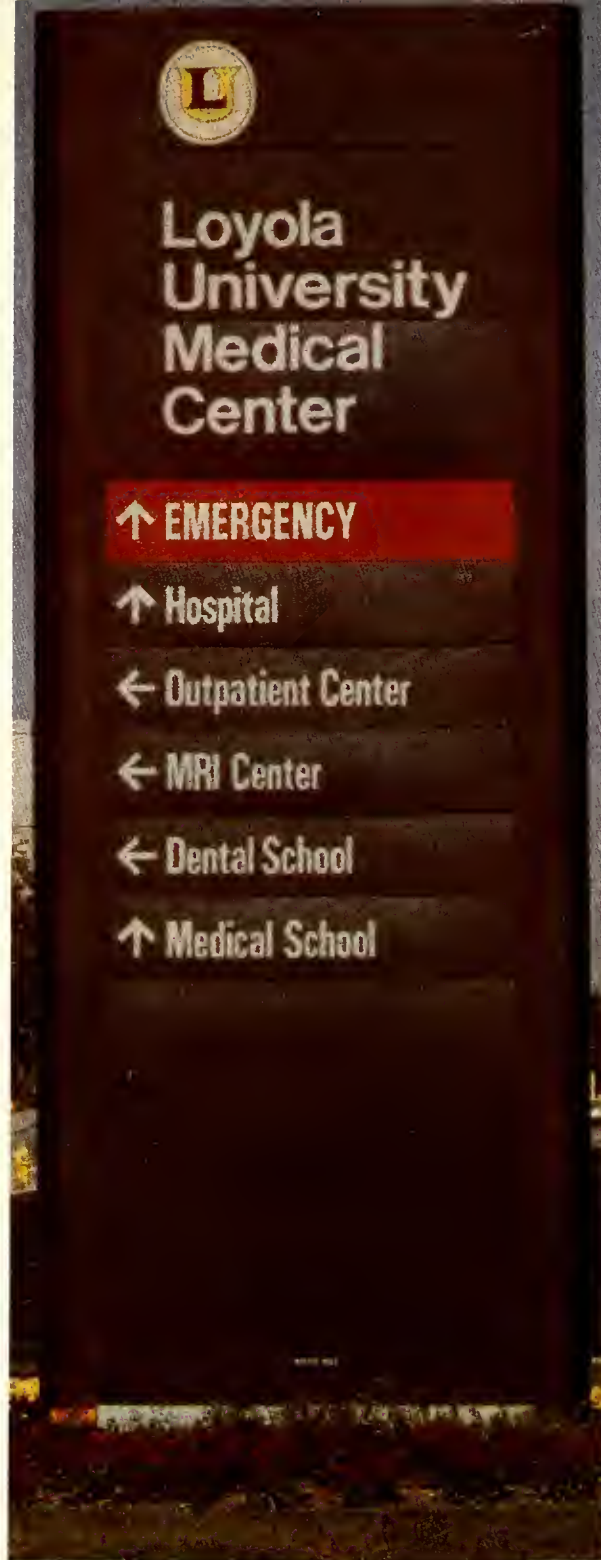 L
Loyola
University
Medical
Center
↑ EMERGENCY
↑ Hospital
← Outpatient Center
← MRI Center
← Dental School
↑ Medical School